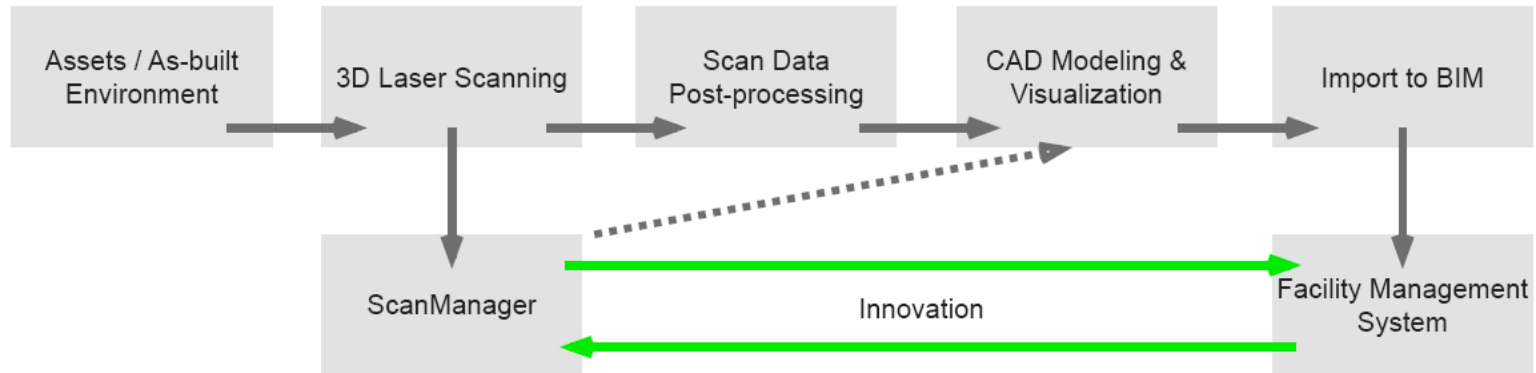 Assets / As-built
Environment
3D Laser Scanning
Scan Data
Post-processing
CAD Modeling &
Visualization
Import to BIM
ScanManager
Innovation
Facility Management
System